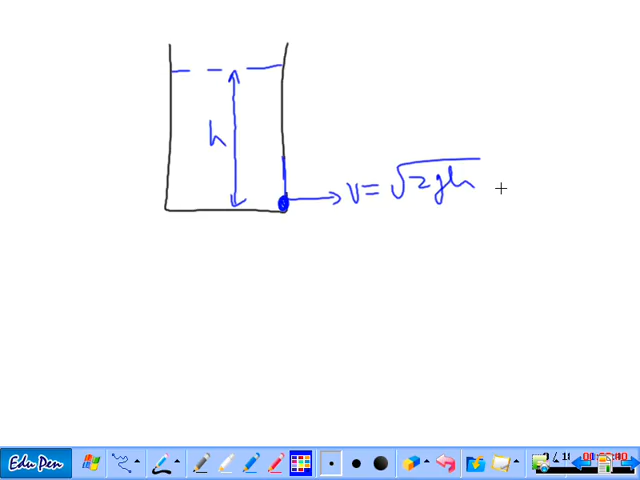 h
V = √2gh
Edu Pen